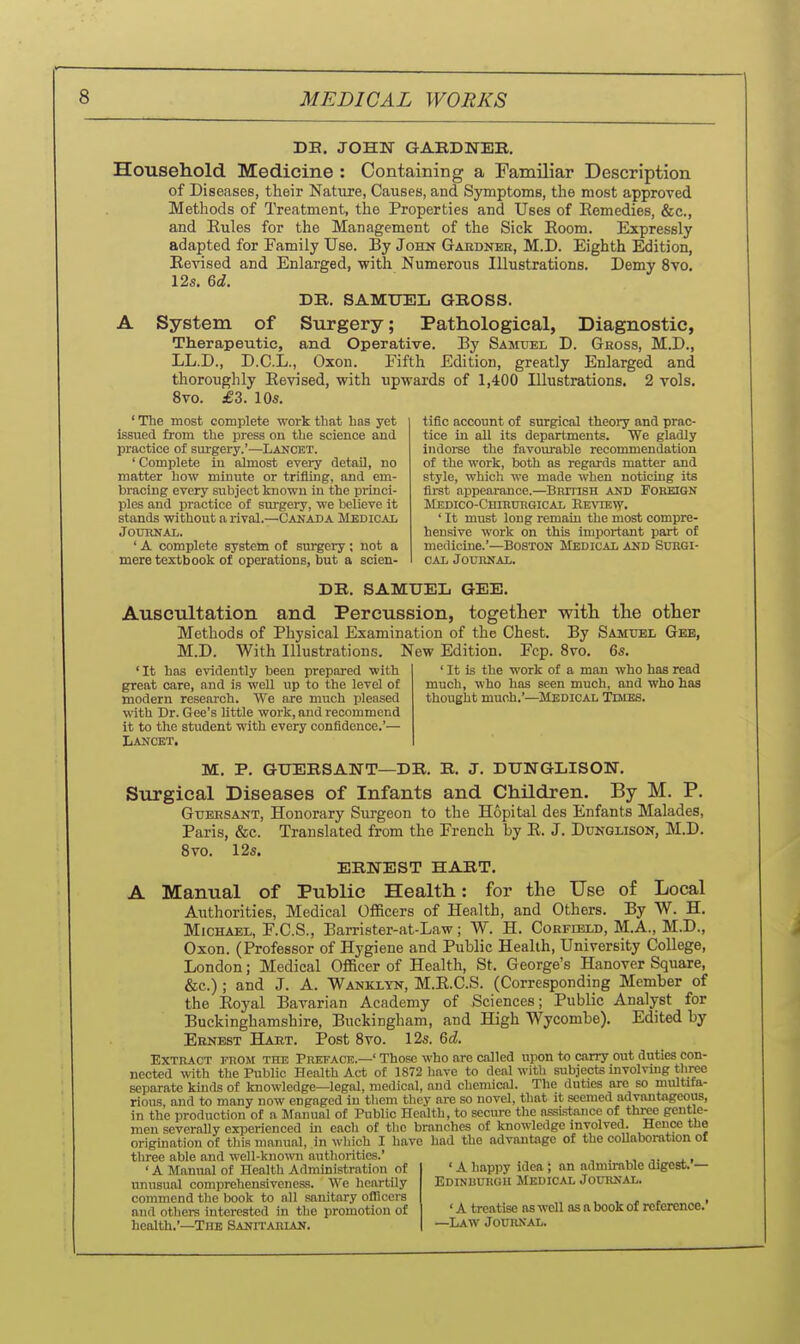 8 MEDICAL WORKS
DR. JOHN GARDNER.
Household Medicine : Containing a Familiar Description
of Diseases, their Nature, Causes, and Symptoms, the most approved
Methods of Treatment, the Properties and Uses of Remedies, &c.,
and Rules for the Management of the Sick Room. Expressly
adapted for Family Use. By JOHN GARDNER, M.D. Eighth Edition,
Revised and Enlarged, with Numerous Illustrations. Demy 8vo.
12s. 6d.
DR. SAMUEL GROSS.
A System of Surgery; Pathological, Diagnostic,
Therapeutic, and Operative. By SAMUEL D. GROSS, M.D.,
LL.D., D.C.L., Oxon. Fifth Edition, greatly Enlarged and
thoroughly Revised, with upwards of 1,400 Illustrations. 2 vols.
8vo. £3. 10s.
‘The most complete work that has yet
issued from the press on the science and
practice of surgery.’—LANCET.
‘Complete in almost every detail, no
matter how minute or trifling, and em-
bracing every subject known in the princi-
ples and practice of surgery, we believe it
stands without a rival.—CANADA MEDICAL
JOURNAL.
‘A complete system of surgery; not a
mere textbook of operations, but a scien-
tific account of surgical theory and prac-
tice in all its departments. We gladly
indorse the favourable recommendation
of the work, both as regards matter and
style, which we made when noticing its
first appearance.—BRITISH AND FOREIGN
MEDICO-CHIRURGICAL REVIEW.
‘It must long remain the most compre-
hensive work on this important part of
medicine.’—BOSTON MEDICAL AND SURGI-
CAL JOURNAL.
DR. SAMUEL GEE.
Auscultation and Percussion, together with the other
Methods of Physical Examination of the Chest. By SAMUEL GEE,
M.D. With Illustrations. New Edition. Fcp. 8vo. 6s.
‘It has evidently been prepared with
great care, and is well up to the level of
modern research. We are much pleased
with Dr. Gee’s little work, and recommend
it to the student with every confidence.’—
LANCET.
‘It is the work of a man who has read
much, who has seen much, and who has
thought much.’—MEDICAL TIMES.
M. P. GUERSANT—DR. R. J. DUNGLISON.
Surgical Diseases of Infants and Children. By M. P.
GUERSANT, Honorary Surgeon to the Hôpital des Enfants Malades,
Paris, &c. Translated from the French by R. J. DUNGLISON, M.D.
8vo. 12s.
ERNEST HART.
A Manual of Public Health: for the Use of Local
Authorities, Medical Officers of Health, and Others. By W. H.
MICHAEL, F.C.S., Barrister-at-Law; W. H. CORFIELD, M.A., M.D.,
Oxon. (Professor of Hygiene and Public Health, University College,
London; Medical Officer of Health, St. George’s Hanover Square,
&c.); and J. A. WANKLYN, M.R.C.S. (Corresponding Member of
the Royal Bavarian Academy of Sciences; Public Analyst for
Buckinghamshire, Buckingham, and High Wycombe). Edited by
ERNEST HART. Post 8vo. 12s. 6d.
EXTRACT FROM THE PREFACE.—‘Those who are called upon to carry out duties con-
nected with the Public Health Act of 1872 have to deal with subjects involving three
separate kinds of knowledge—legal, medical, and chemical. The duties are so multifa-
rious, and to many now engaged in them they are so novel, that it seemed advantageous,
in the production of a Manual of Public Health, to secure the assistance of three gentle-
men severally experienced in each of the branches of knowledge involved. Hence the
origination of this manual, in which I have had the advantage of the collaboration of
three able and well-known authorities.’
‘A Manual of Health Administration of
unusual comprehensiveness. We heartily
commend the book to all sanitary officers
and others interested in the promotion of
health.’—THE SANITARIAN.
‘A happy idea; an admirable digest.’—
EDINBURGH MEDICAL JOURNAL.
‘A treatise as well as a book of reference.’
—LAW JOURNAL.